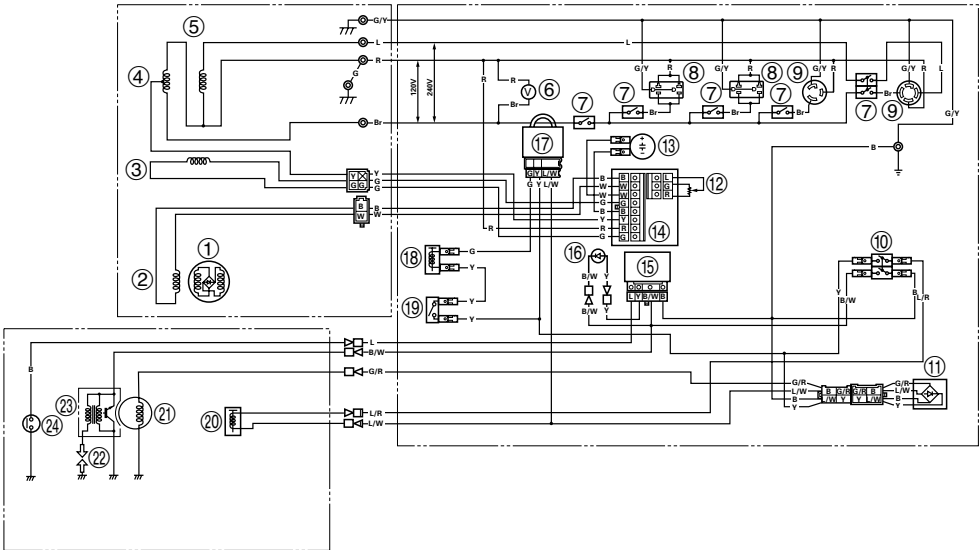 ⑤
④
③
②
①
G/Y
L
R
G
Br
120V
240V
R
R
Br
V
⑥
⑦
L
G/Y
R
⑧
⑦
Br
G/Y
R
⑧
⑦
Br
⑨
G/Y
R
⑦
Br
⑦
Br
G/Y
R
L
⑨
G/Y
B
⑰
G Y L/W
G Y L/W
⑬
Y
G
G
Y
G G
B
W
B
W
B
W
W
G
B
Y
R
R
G
B
W
W
G
B
Y
R
G
L
G
R
⑫
⑭
⑱
G
Y
⑲
Y
Y
⑯
B/W
Y
B/W
Y
⑮
L Y B/W B
⑩
Y
B/W
B
L/R
L
B/W
G/R
L/R
L/W
B
㉔
㉓
㉒
㉑
⑳
G/R
L/W
B
Y
B G/R
L/W Y
G/R B
Y L/W
G/R
L/W
B
Y
⑪